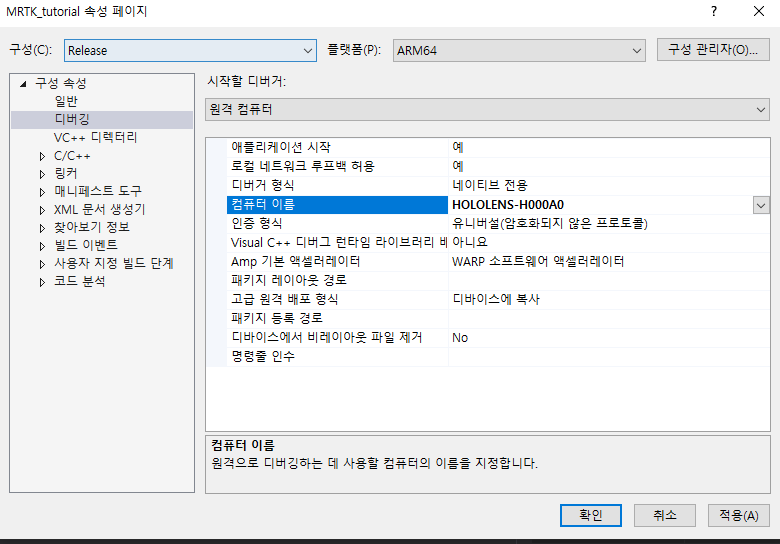 MRTK_tutorial 속성 페이지
?
구성(C): Release 플랫폼(P): ARM64 구성 관리자(O)...
구성 속성
일반
디버깅
VC++ 디렉터리
C/C++
링커
매니페스트 도구
XML 문서 생성기
찾아보기 정보
빌드 이벤트
사용자 지정 빌드 단계
코드 분석
시작할 디버거:
원격 컴퓨터
애플리케이션 시작 예
로컬 네트워크 루프백 허용 예
디버거 형식 네이티브 전용
컴퓨터 이름 HOLOLENS-H000A0
인증 형식 유니버설(암호화되지 않은 프로토콜)
Visual C++ 디버그 런타임 라이브러리 아니요
Amp 기본 액셀러레이터 WARP 소프트웨어 액셀러레이터
패키지 레이아웃 경로
고급 원격 배포 형식 디바이스에 복사
패키지 등록 경로
디바이스에서 비레이아웃 파일 제거 No
명령줄 인수
컴퓨터 이름
원격으로 디버깅하는 데 사용할 컴퓨터의 이름을 지정합니다.
확인 취소 적용(A)